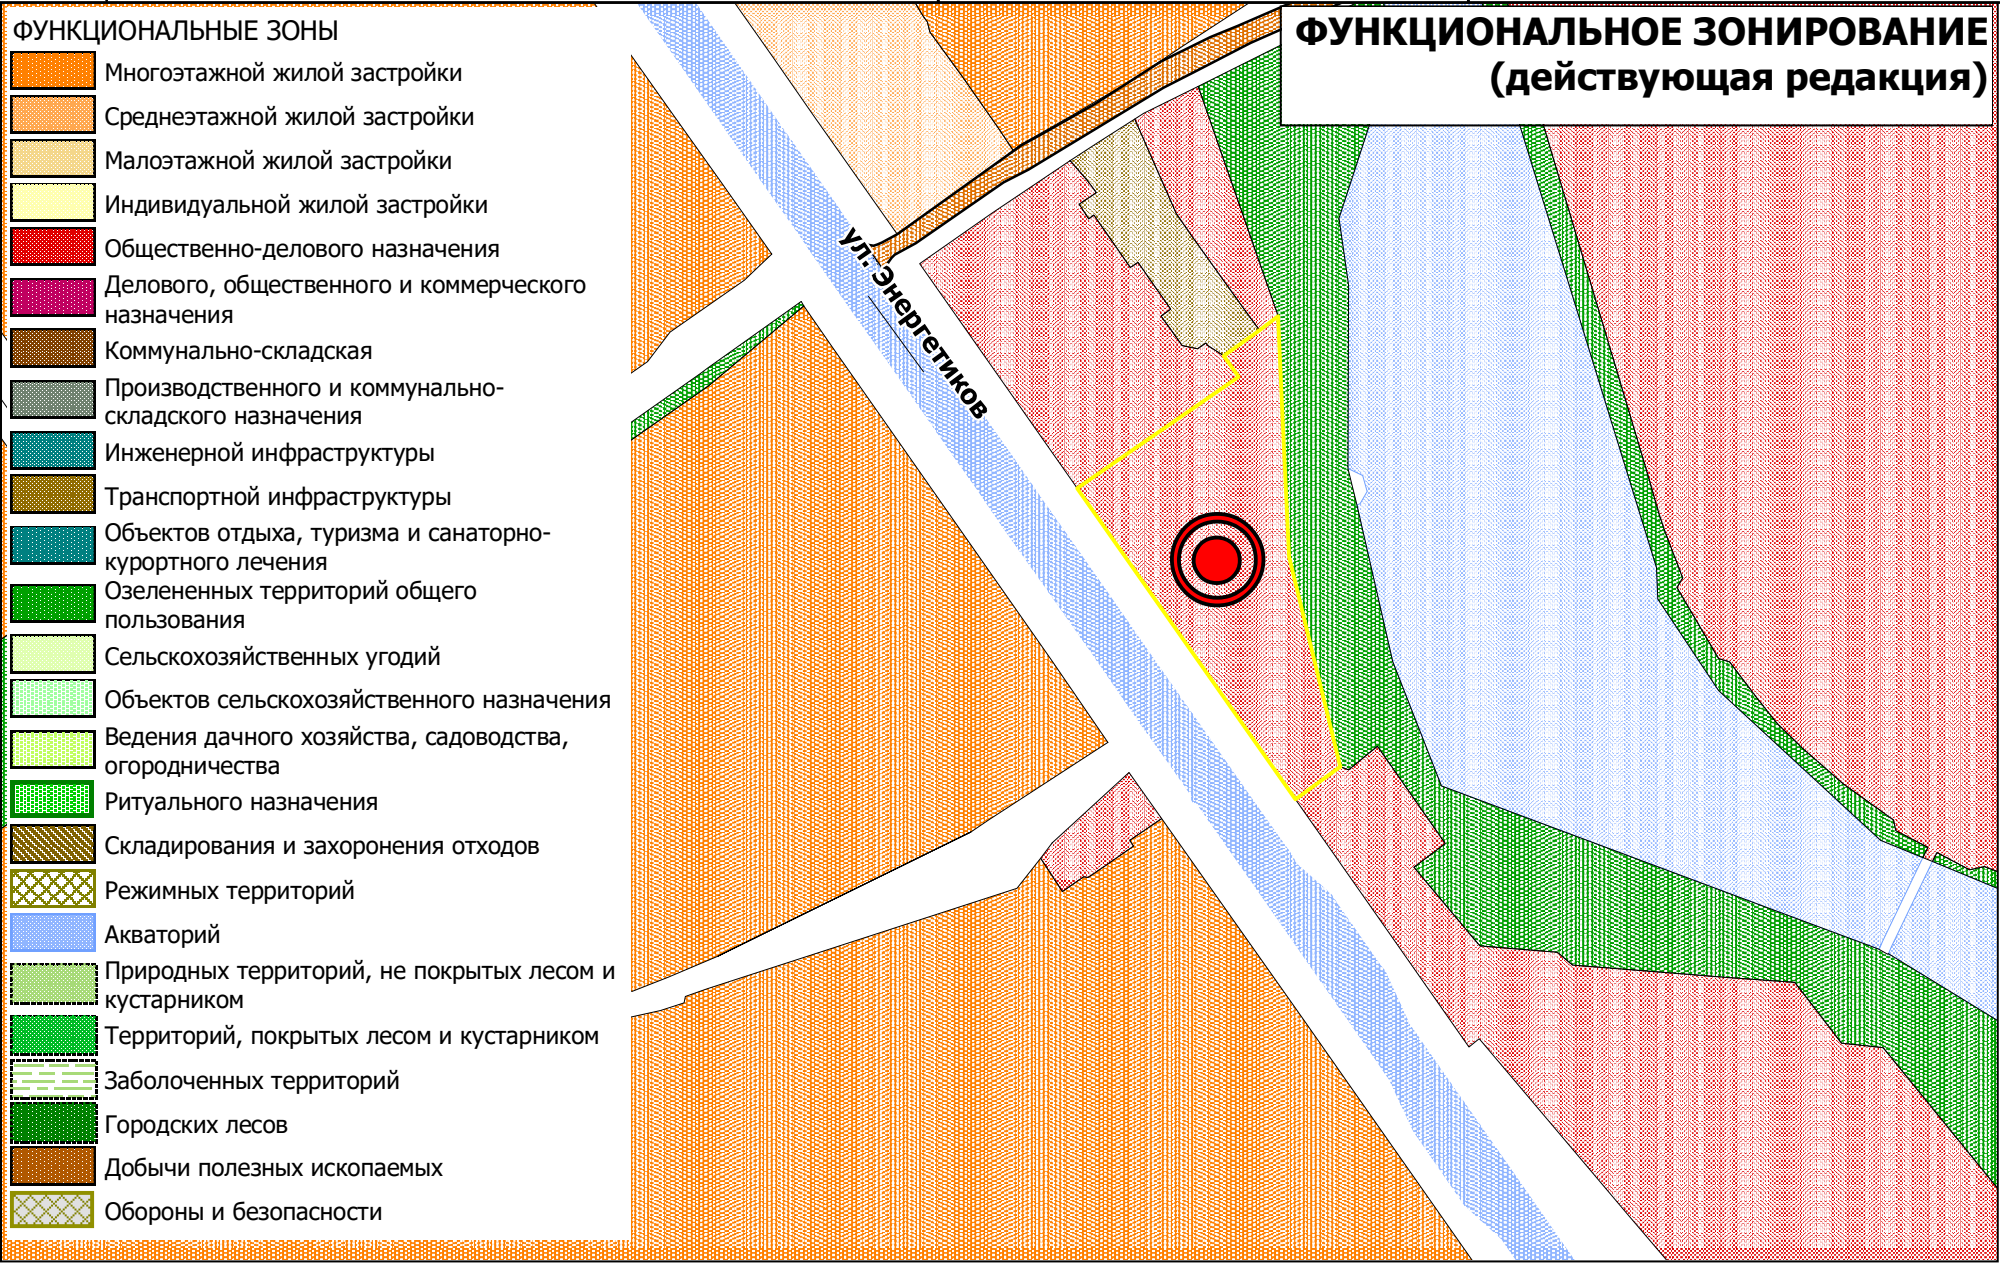 ФУНКЦИОНАЛЬНЫЕ ЗОНЫ
Многоэтажной жилой застройки
Среднеэтажной жилой застройки
Малоэтажной жилой застройки
Индивидуальной жилой застройки
Общественно-делового назначения
Делового, общественного и коммерческого
назначения
Коммунально-складская
Производственного и коммунально-
складского назначения
Инженерной инфраструктуры
Транспортной инфраструктуры
Объектов отдыха, туризма и санаторно-
курортного лечения
Озелененных территорий общего
пользования
Сельскохозяйственных угодий
Объектов сельскохозяйственного назначения
Ведения дачного хозяйства, садоводства,
огородничества
Ритуального назначения
Складирования и захоронения отходов
Режимных территорий
Акваторий
Природных территорий, не покрытых лесом и
кустарником
Территорий, покрытых лесом и кустарником
Заболоченных территорий
Городских лесов
Добычи полезных ископаемых
Обороны и безопасности
ФУНКЦИОНАЛЬНОЕ ЗОНИРОВАНИЕ
(действующая редакция)
ул. Энергетиков